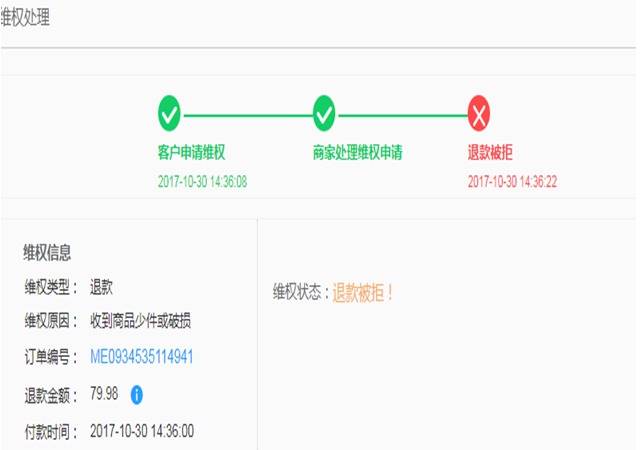 维权处理
客户申请维权 商家处理维权申请 退款被拒
2017-10-30 14:36:08 2017-10-30 14:36:22
维权信息
维权类型： 退款
维权状态：退款被拒！
维权原因： 收到商品少件或破损
订单编号： ME0934535114941
退款金额： 79.98
付款时间： 2017-10-30 14:36:00